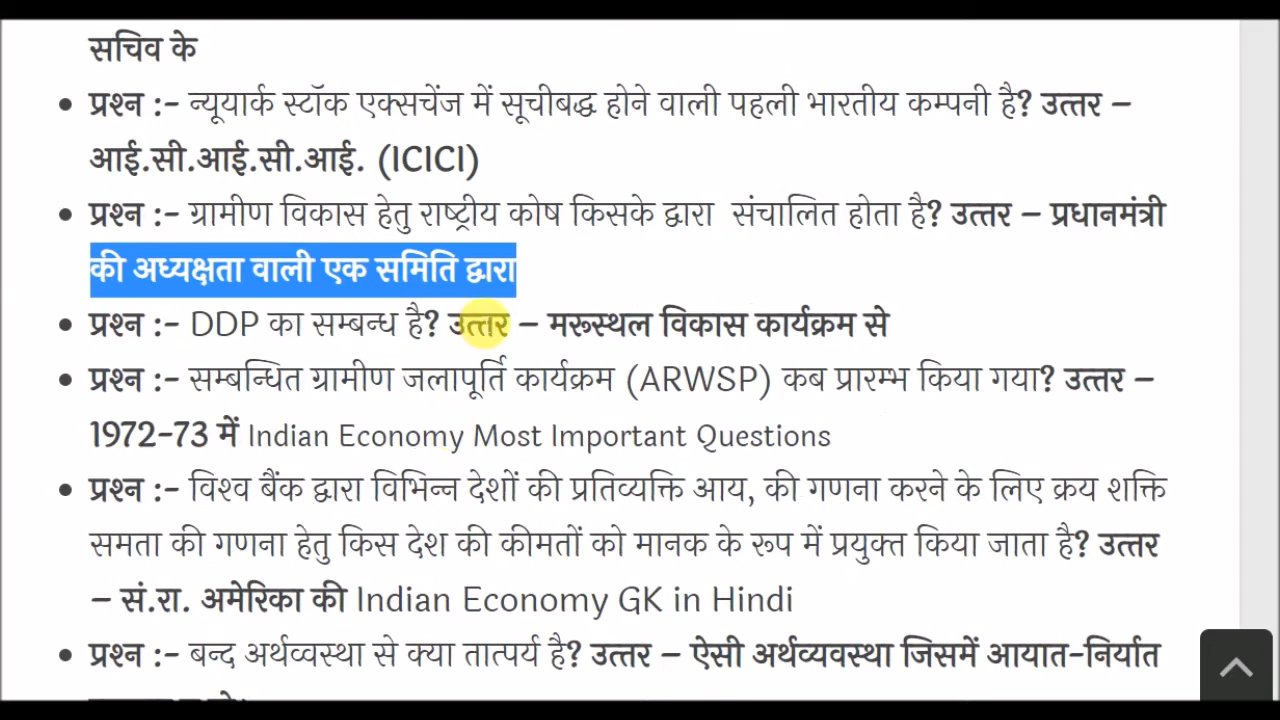 सचिव के
प्रश्न :- न्यूयार्क स्टॉक एक्सचेंज में सूचीबद्ध होने वाली पहली भारतीय कम्पनी है? उत्तर –
आई.सी.आई.सी.आई. (ICICI)
प्रश्न :- ग्रामीण विकास हेतु राष्ट्रीय कोष किसके द्वारा संचालित होता है? उत्तर – प्रधानमंत्री
की अध्यक्षता वाली एक समिति द्वारा
प्रश्न :- DDP का सम्बन्ध है? उत्तर – मरूस्थल विकास कार्यक्रम से
प्रश्न :- सम्बन्धित ग्रामीण जलापूर्ति कार्यक्रम (ARWSP) कब प्रारम्भ किया गया? उत्तर –
1972-73 में Indian Economy Most Important Questions
प्रश्न :- विश्व बैंक द्वारा विभिन्न देशों की प्रतिव्यक्ति आय, की गणना करने के लिए क्रय शक्ति
समता की गणना हेतु किस देश की कीमतों को मानक के रूप में प्रयुक्त किया जाता है? उत्तर
– सं.रा. अमेरिका की Indian Economy GK in Hindi
प्रश्न :- बन्द अर्थव्वस्था से क्या तात्पर्य है? उत्तर – ऐसी अर्थव्यवस्था जिसमें आयात-निर्यात